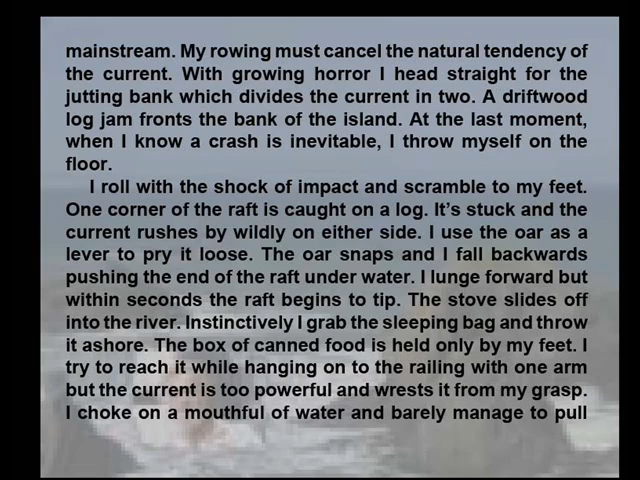 mainstream. My rowing must cancel the natural tendency of
the current. With growing horror I head straight for the
jutting bank which divides the current in two. A driftwood
log jam fronts the bank of the island. At the last moment,
when I know a crash is inevitable, I throw myself on the
floor.
I roll with the shock of impact and scramble to my feet.
One corner of the raft is caught on a log. It’s stuck and the
current rushes by wildly on either side. I use the oar as a
lever to pry it loose. The oar snaps and I fall backwards
pushing the end of the raft under water. I lunge forward but
within seconds the raft begins to tip. The stove slides off
into the river. Instinctively I grab the sleeping bag and throw
it ashore. The box of canned food is held only by my feet. I
try to reach it while hanging on to the railing with one arm
but the current is too powerful and wrests it from my grasp.
I choke on a mouthful of water and barely manage to pull